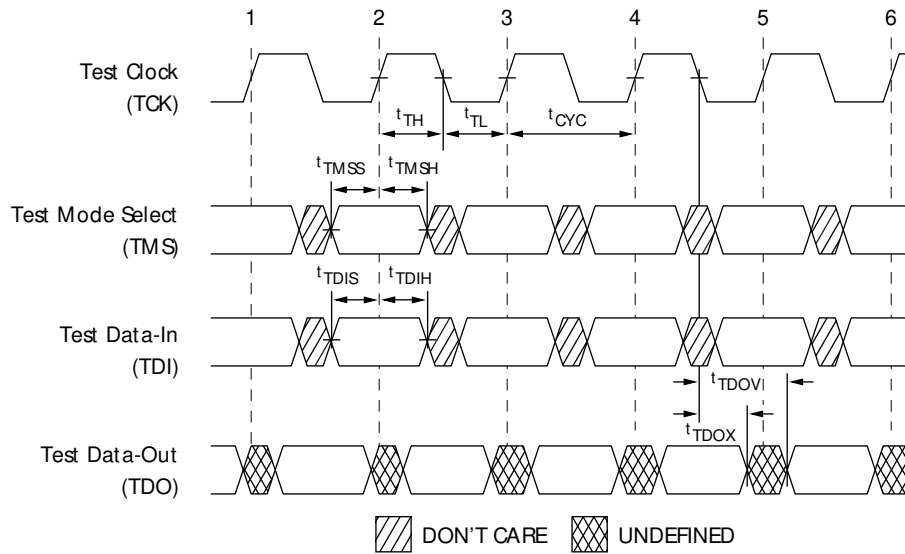 1 2 3 4 5 6
Test Clock
(TCK)
tTH tTL tCYC
tTMSS tTMSH
Test Mode Select
(TMS)
tTDIS tTDIH
Test Data-In
(TDI)
tTDOV
tTDOX
Test Data-Out
(TDO)
DON'T CARE UNDEFINED